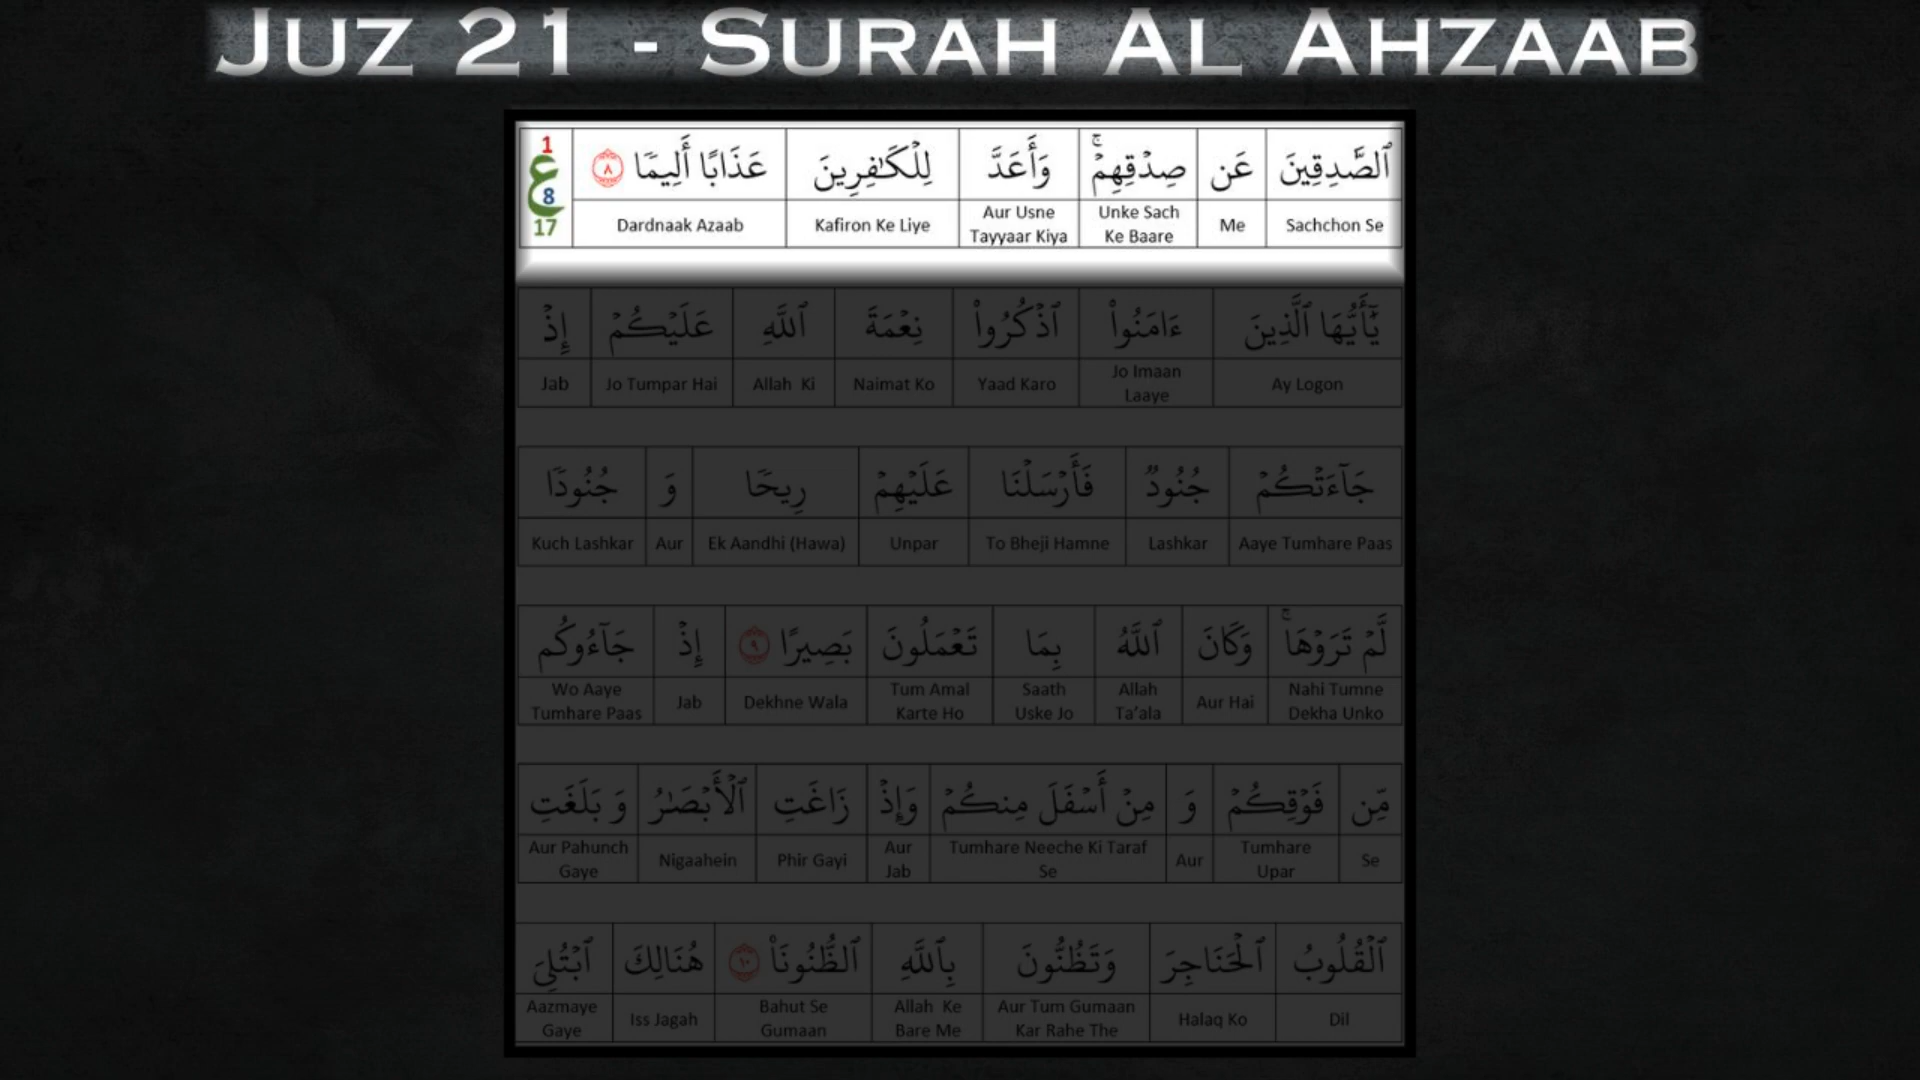 JUZ 21 - SURAH AL AHZAAB
ٱلصَّٰدِقِينَ عَن صِدۡقِهِمۡۚ وَأَعَدَّ لِلۡكَٰفِرِينَ عَذَابًا أَلِيمٗا ٨ 1 ع 8 17
Sachchon Se Me Unke Sach Ke Baare Aur Usne Tayyaar Kiya Kafiron Ke Liye Dardnaak Azaab
يَٰٓأَيُّهَا ٱلَّذِينَ ءَامَنُواْ ٱذۡكُرُواْ نِعۡمَةَ ٱللَّهِ عَلَيۡكُمۡ إِذۡ
Ay Logon Jo Imaan Laaye Yaad Karo Naimat Ko Allah Ki Jo Tumpar Hai Jab
جَآءَتۡكُمۡ جُنُودٞ فَأَرۡسَلۡنَا عَلَيۡهِمۡ رِيحٗا وَ جُنُودٗا
Aaye Tumhare Paas Lashkar To Bheji Hamne Unpar Ek Aandhi (Hawa) Aur Kuch Lashkar
لَّمۡ تَرَوۡهَاۚ وَكَانَ ٱللَّهُ بِمَا تَعۡمَلُونَ بَصِيرًا ٩ إِذۡ جَآءُوكُم
Nahi Tumne Dekha Unko Aur Hai Allah Ta'ala Saath Uske Jo Tum Amal Karte Ho Dekhne Wala Jab Wo Aaye Tumhare Paas
مِّن فَوۡقِكُمۡ وَ مِنۡ أَسۡفَلَ مِنكُمۡ وَإِذۡ زَاغَتِ ٱلۡأَبۡصَٰرُ وَ بَلَغَتِ
Se Tumhare Upar Aur Tumhare Neeche Ki Taraf Se Aur Jab Phir Gayi Nigaahein Aur Pahunch Gaye
ٱلۡقُلُوبُ ٱلۡحَنَاجِرَ وَتَظُنُّونَ بِٱللَّهِ ٱلظُّنُونَا۠ ١٠ هُنَالِكَ ٱبۡتُلِيَ
Dil Halaq Ko Aur Tum Gumaan Kar Rahe The Allah Ke Bare Me Bahut Se Gumaan Iss Jagah Aazmaye Gaye